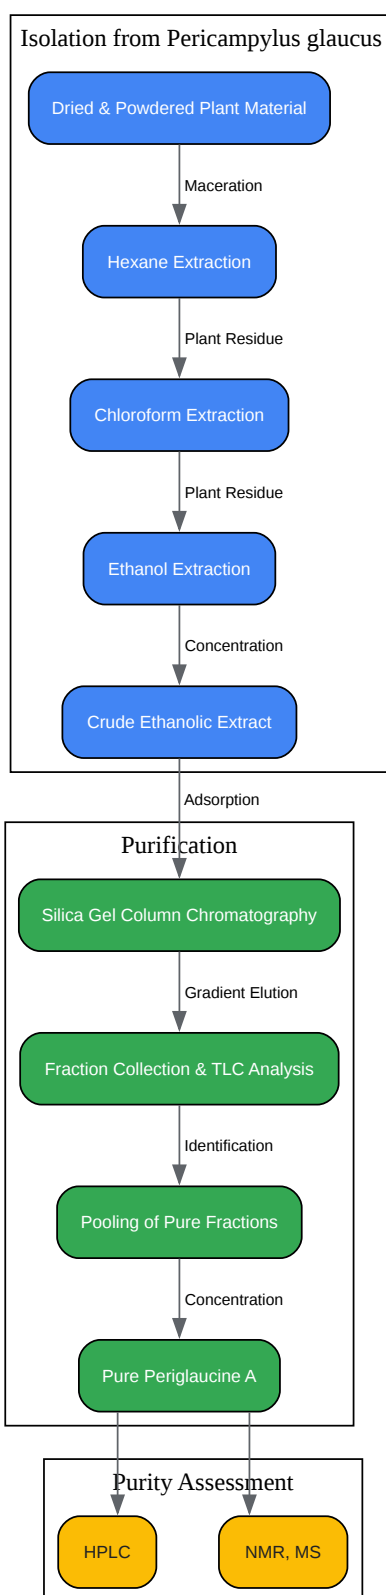 Isolation from Pericampylus glaucus
Dried & Powdered Plant Material
Maceration
Hexane Extraction
Plant Residue
Chloroform Extraction
Plant Residue
Ethanol Extraction
Concentration
Crude Ethanolic Extract
Adsorption
Purification
Silica Gel Column Chromatography
Gradient Elution
Fraction Collection & TLC Analysis
Identification
Pooling of Pure Fractions
Concentration
Pure Periglaucine A
Purity Assessment
HPLC
NMR, MS